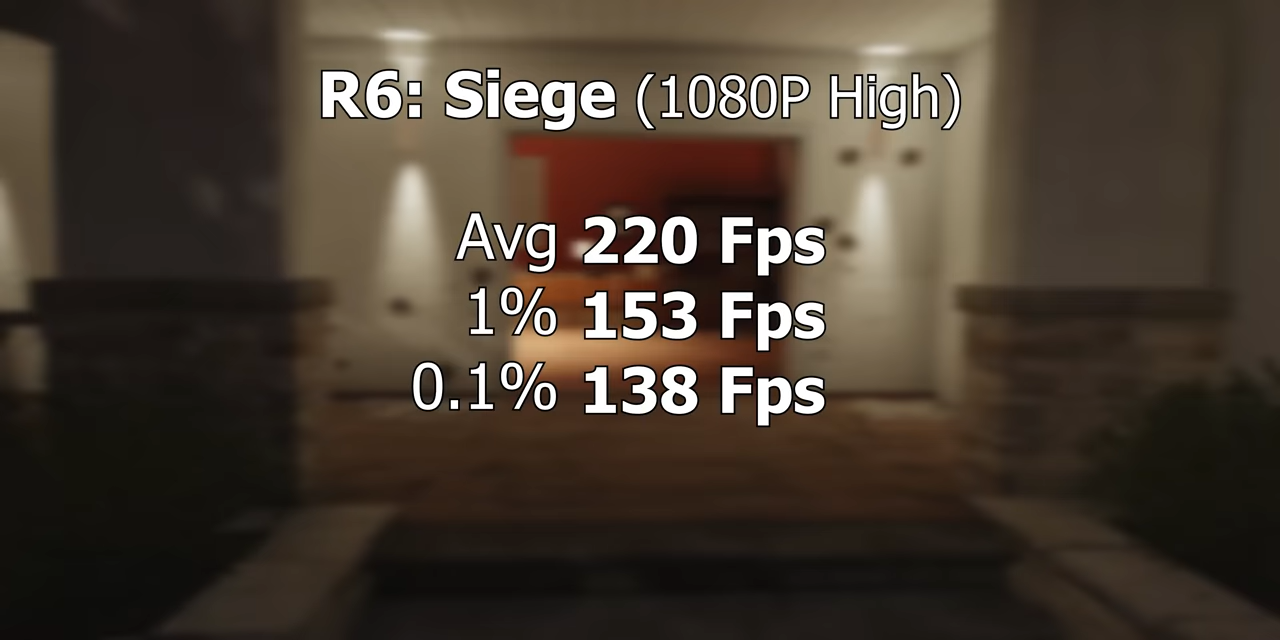 R6: Siege (1080P High)
Avg 220 Fps
1% 153 Fps
0.1% 138 Fps